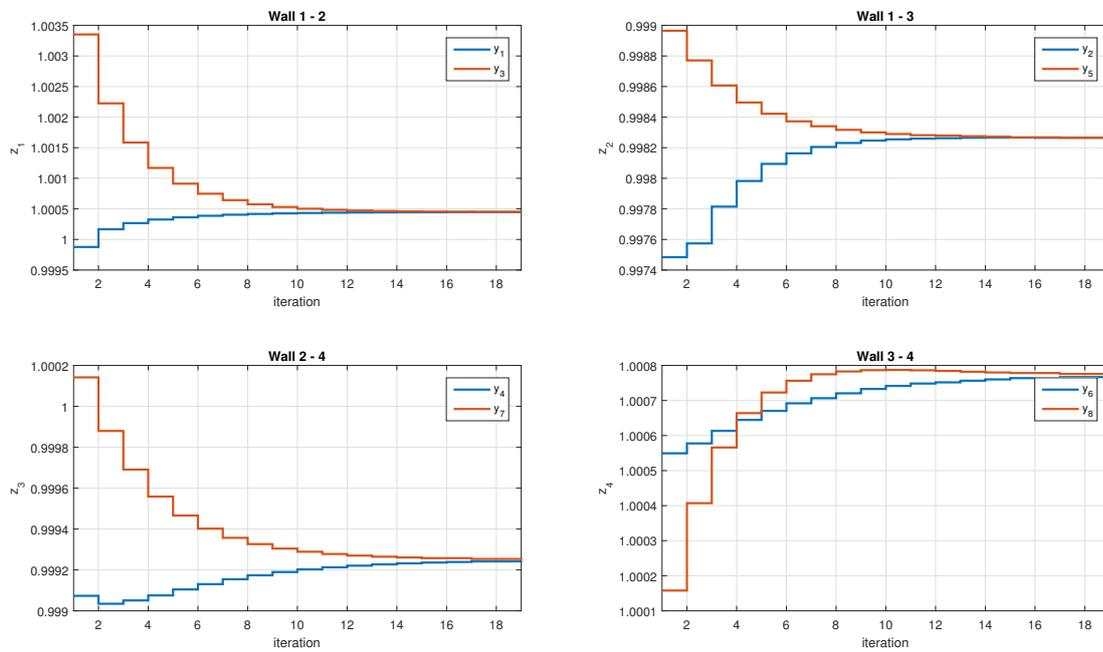 Wall 1 - 2
1.0035
1.003
1.0025
1.002
1.0015
1.001
1.0005
1
0.9995
z1
2 4 6 8 10 12 14 16 18
iteration
y1
y3
Wall 1 - 3
0.999
0.9988
0.9986
0.9984
0.9982
0.998
0.9978
0.9976
0.9974
z2
2 4 6 8 10 12 14 16 18
iteration
y2
y5
Wall 2 - 4
1.0002
1
0.9998
0.9996
0.9994
0.9992
0.999
z3
2 4 6 8 10 12 14 16 18
iteration
y4
y7
Wall 3 - 4
1.0008
1.0007
1.0006
1.0005
1.0004
1.0003
1.0002
1.0001
z4
2 4 6 8 10 12 14 16 18
iteration
y6
y8